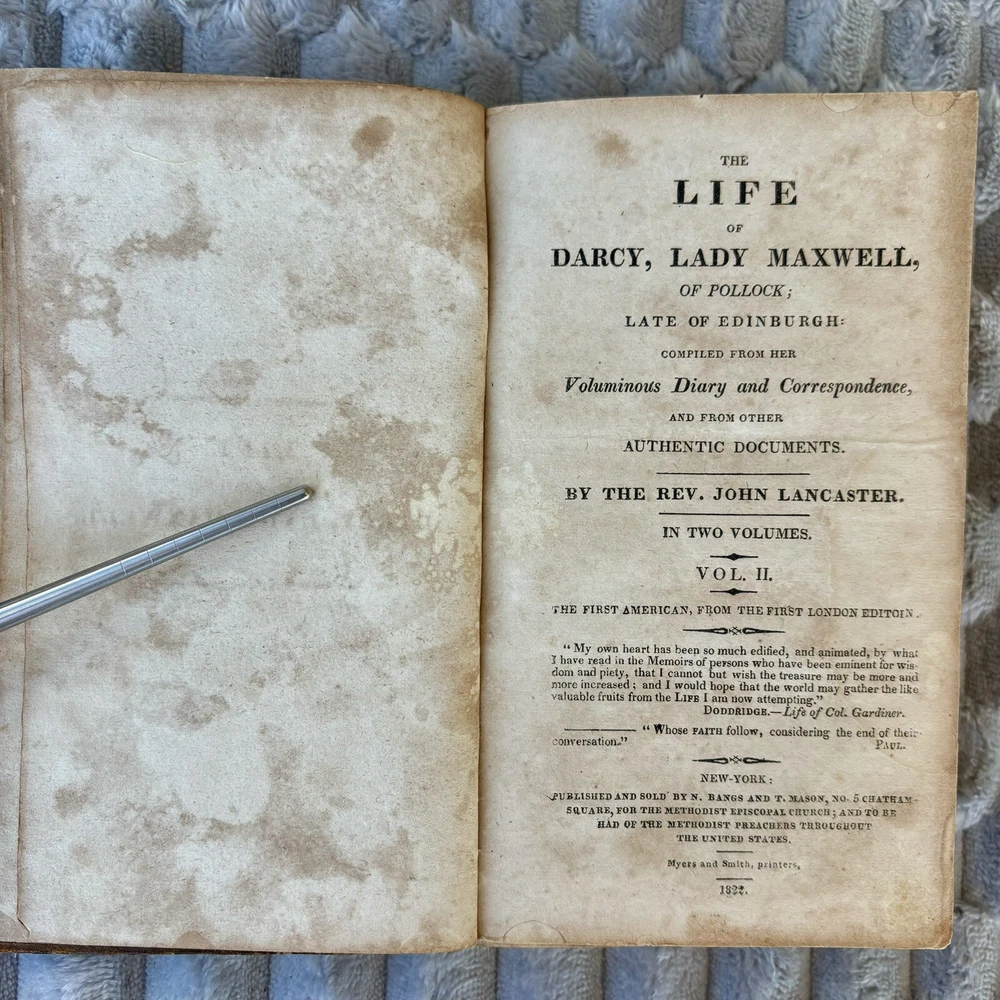 THE
LIFE
OF
DARCY, LADY MAXWELL,
OF POLLOCK;
LATE OF EDINBURGH:
COMPILED FROM HER
Voluminous Diary and Correspondence,
AND FROM OTHER
AUTHENTIC DOCUMENTS.
BY THE REV. JOHN LANCASTER.
IN TWO VOLUMES.
VOL. II.
THE FIRST AMERICAN, FROM THE FIRST LONDON EDITOIN.
“ My own heart has been so much edified, and animated, by what
I have read in the Memoirs of persons who have been eminent for wis-
dom and piety, that I cannot but wish the treasure may be more and
more increased ; and I would hope that the world may gather the like
valuable fruits from the LIFE I am now attempting.”
DODDRIDGE.—Life of Col. Gardiner.
“ Whose FAITH follow, considering the end of their
conversation.” PAUL.
NEW-YORK:
PUBLISHED AND SOLD BY N. BANGS AND T. MASON, NO. 5 CHATHAM-
SQUARE, FOR THE METHODIST EPISCOPAL CHURCH ; AND TO BE
HAD OF THE METHODIST PREACHERS THROUGHOUT
THE UNITED STATES.
Myers and Smith, printers,
1822.